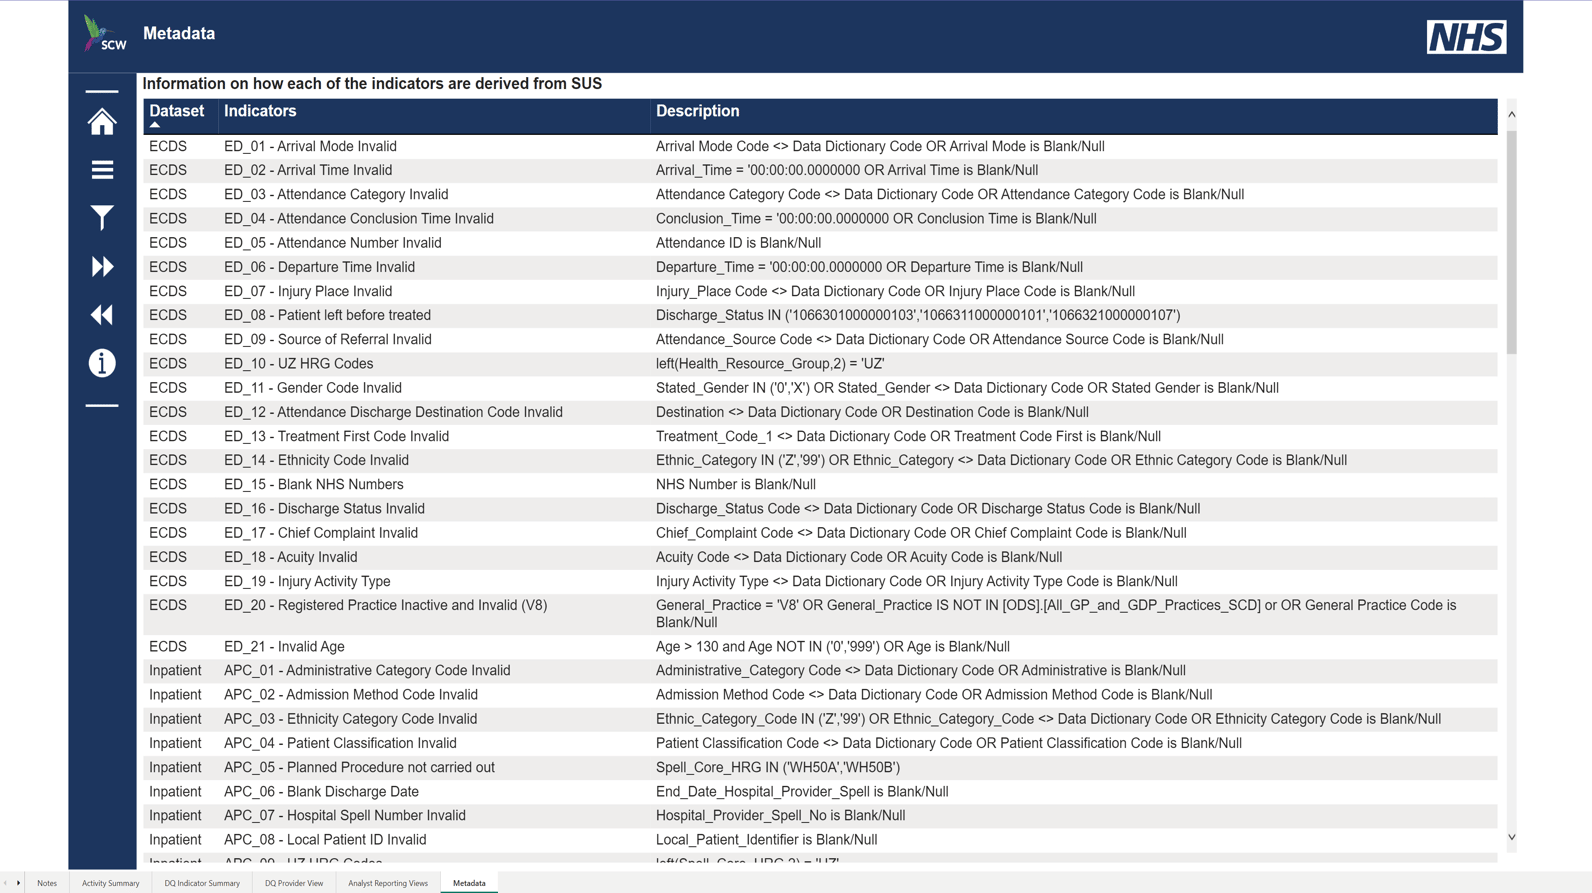 SCW
Metadata
NHS
Information on how each of the indicators are derived from SUS
Dataset Indicators Description
ECDS ED_01 - Arrival Mode Invalid Arrival Mode Code <> Data Dictionary Code OR Arrival Mode is Blank/Null
ECDS ED_02 - Arrival Time Invalid Arrival_Time = '00:00:00.0000000 OR Arrival Time is Blank/Null
ECDS ED_03 - Attendance Category Invalid Attendance Category Code <> Data Dictionary Code OR Attendance Category Code is Blank/Null
ECDS ED_04 - Attendance Conclusion Time Invalid Conclusion_Time = '00:00:00.0000000 OR Conclusion Time is Blank/Null
ECDS ED_05 - Attendance Number Invalid Attendance ID is Blank/Null
ECDS ED_06 - Departure Time Invalid Departure_Time = '00:00:00.0000000 OR Departure Time is Blank/Null
ECDS ED_07 - Injury Place Invalid Injury_Place Code <> Data Dictionary Code OR Injury Place Code is Blank/Null
ECDS ED_08 - Patient left before treated Discharge_Status IN ('1066301000000103','1066311000000101','1066321000000107')
ECDS ED_09 - Source of Referral Invalid Attendance_Source Code <> Data Dictionary Code OR Attendance Source Code is Blank/Null
ECDS ED_10 - UZ HRG Codes left(Health_Resource_Group,2) = 'UZ'
ECDS ED_11 - Gender Code Invalid Stated_Gender IN ('0','X') OR Stated_Gender <> Data Dictionary Code OR Stated Gender is Blank/Null
ECDS ED_12 - Attendance Discharge Destination Code Invalid Destination <> Data Dictionary Code OR Destination Code is Blank/Null
ECDS ED_13 - Treatment First Code Invalid Treatment_Code_1 <> Data Dictionary Code OR Treatment Code First is Blank/Null
ECDS ED_14 - Ethnicity Code Invalid Ethnic_Category IN ('Z','99') OR Ethnic_Category <> Data Dictionary Code OR Ethnic Category Code is Blank/Null
ECDS ED_15 - Blank NHS Numbers NHS Number is Blank/Null
ECDS ED_16 - Discharge Status Invalid Discharge_Status Code <> Data Dictionary Code OR Discharge Status Code is Blank/Null
ECDS ED_17 - Chief Complaint Invalid Chief_Complaint Code <> Data Dictionary Code OR Chief Complaint Code is Blank/Null
ECDS ED_18 - Acuity Invalid Acuity Code <> Data Dictionary Code OR Acuity Code is Blank/Null
ECDS ED_19 - Injury Activity Type Injury Activity Type <> Data Dictionary Code OR Injury Activity Type Code is Blank/Null
ECDS ED_20 - Registered Practice Inactive and Invalid (V8) General_Practice = 'V8' OR General_Practice IS NOT IN [ODS].[All_GP_and_GDP_Practices_SCD] or OR General Practice Code is
Blank/Null
ECDS ED_21 - Invalid Age Age > 130 and Age NOT IN ('0','999') OR Age is Blank/Null
Inpatient APC_01 - Administrative Category Code Invalid Administrative_Category Code <> Data Dictionary Code OR Administrative is Blank/Null
Inpatient APC_02 - Admission Method Code Invalid Admission Method Code <> Data Dictionary Code OR Admission Method Code is Blank/Null
Inpatient APC_03 - Ethnicity Category Code Invalid Ethnic_Category_Code IN ('Z','99') OR Ethnic_Category_Code <> Data Dictionary Code OR Ethnicity Category Code is Blank/Null
Inpatient APC_04 - Patient Classification Invalid Patient Classification Code <> Data Dictionary Code OR Patient Classification Code is Blank/Null
Inpatient APC_05 - Planned Procedure not carried out Spell_Core_HRG IN ('WH50A','WH50B')
Inpatient APC_06 - Blank Discharge Date End_Date_Hospital_Provider_Spell is Blank/Null
Inpatient APC_07 - Hospital Spell Number Invalid Hospital_Provider_Spell_No is Blank/Null
Inpatient APC_08 - Local Patient ID Invalid Local_Patient_Identifier is Blank/Null
Inpatient APC_09 - UZ HRG Codes left(Spell_Core_HRG,2) = 'UZ'
Notes Activity Summary DQ Indicator Summary DQ Provider View Analyst Reporting Views Metadata